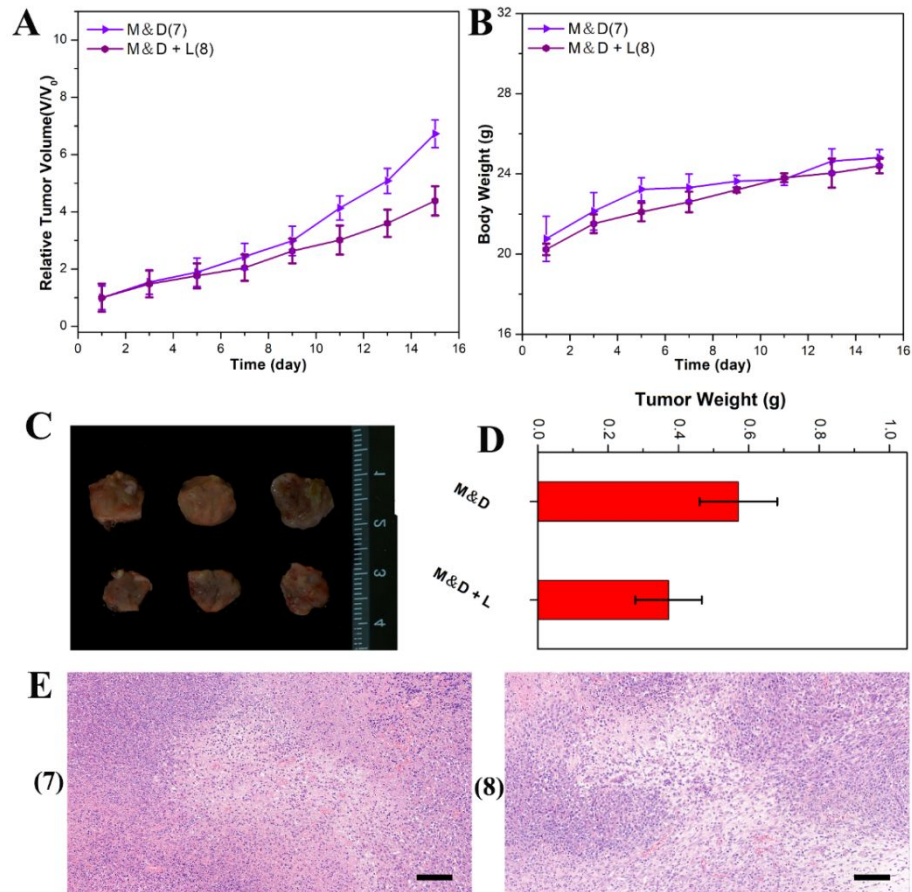 A
M&D(7)
M&D + L(8)
Relative Tumor Volume(V/V0)
10
8
6
4
2
0
0
2
4
6
8
10
12
14
16
Time (day)
B
M&D(7)
M&D + L(8)
Body Weight (g)
32
28
24
20
16
0
2
4
6
8
10
12
14
16
Time (day)
C
1
2
3
4
D
Tumor Weight (g)
0.0
0.2
0.4
0.6
0.8
1.0
M&D
M&D + L
E
(7)
(8)